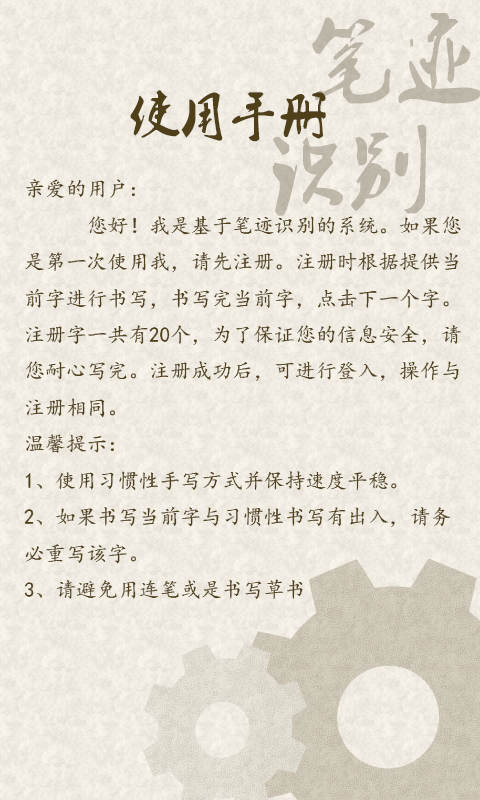 笔迹
识别
使用手册
亲爱的用户：
您好！我是基于笔迹识别的系统。如果您
是第一次使用我，请先注册。注册时根据提供当
前字进行书写，书写完当前字，点击下一个字。
注册字一共有20个，为了保证您的信息安全，请
您耐心写完。注册成功后，可进行登入，操作与
注册相同。
温馨提示：
1、使用习惯性手写方式并保持速度平稳。
2、如果书写当前字与习惯性书写有出入，请务
必重写该字。
3、请避免用连笔或是书写草书